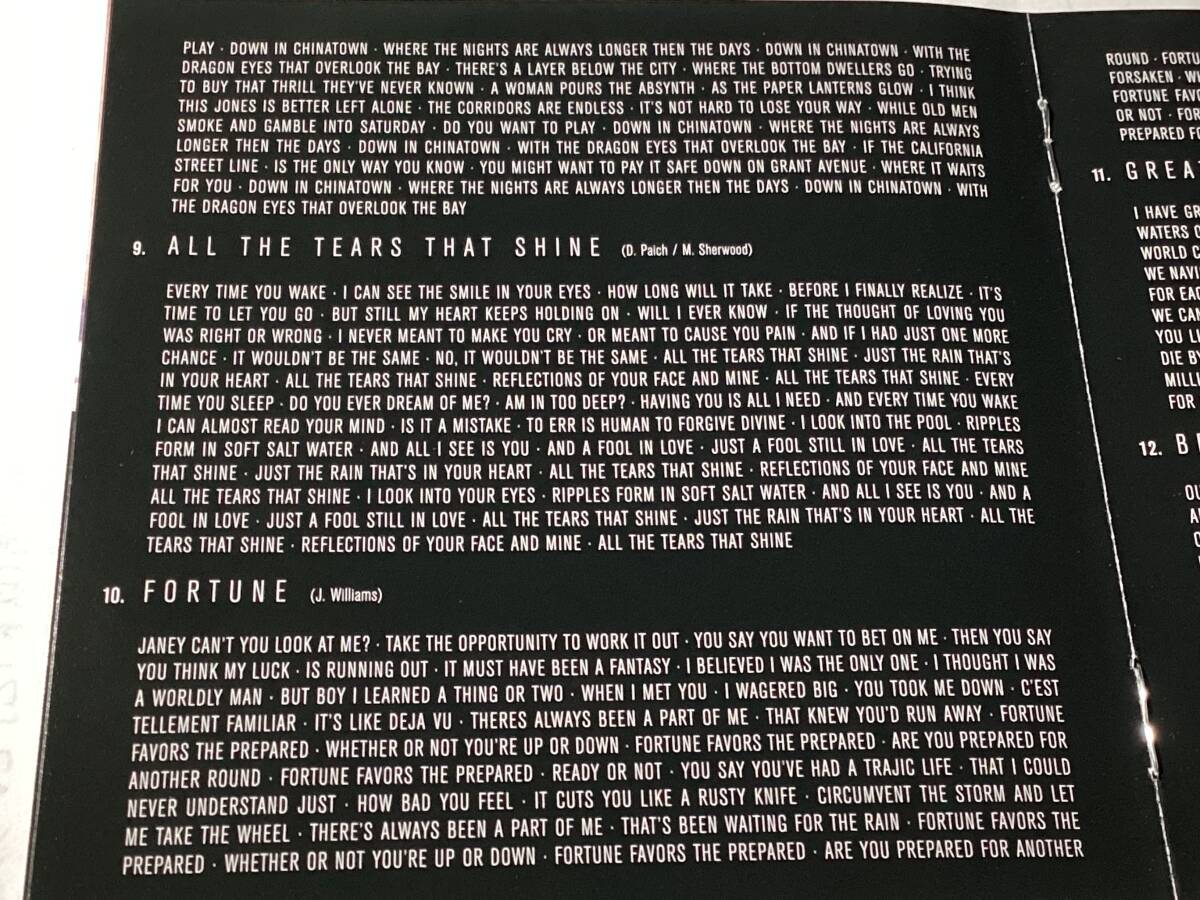 PLAY · DOWN IN CHINATOWN · WHERE THE NIGHTS ARE ALWAYS LONGER THEN THE DAYS · DOWN IN CHINATOWN · WITH THE
DRAGON EYES THAT OVERLOOK THE BAY · THERE'S A LAYER BELOW THE CITY · WHERE THE BOTTOM DWELLERS GO · TRYING
TO BUY THAT THRILL THEY'VE NEVER KNOWN · A WOMAN POURS THE ABSYNTH · AS THE PAPER LANTERNS GLOW · I THINK
THIS JONES IS BETTER LEFT ALONE · THE CORRIDORS ARE ENDLESS · IT'S NOT HARD TO LOSE YOUR WAY · WHILE OLD MEN
SMOKE AND GAMBLE INTO SATURDAY · DO YOU WANT TO PLAY · DOWN IN CHINATOWN · WHERE THE NIGHTS ARE ALWAYS
LONGER THEN THE DAYS · DOWN IN CHINATOWN · WITH THE DRAGON EYES THAT OVERLOOK THE BAY · IF THE CALIFORNIA
STREET LINE · IS THE ONLY WAY YOU KNOW · YOU MIGHT WANT TO PAY IT SAFE DOWN ON GRANT AVENUE · WHERE IT WAITS
FOR YOU · DOWN IN CHINATOWN · WHERE THE NIGHTS ARE ALWAYS LONGER THEN THE DAYS · DOWN IN CHINATOWN · WITH
THE DRAGON EYES THAT OVERLOOK THE BAY
9. ALL THE TEARS THAT SHINE (D. Paich / M. Sherwood)
EVERY TIME YOU WAKE · I CAN SEE THE SMILE IN YOUR EYES · HOW LONG WILL IT TAKE · BEFORE I FINALLY REALIZE · IT'S
TIME TO LET YOU GO · BUT STILL MY HEART KEEPS HOLDING ON · WILL I EVER KNOW · IF THE THOUGHT OF LOVING YOU
WAS RIGHT OR WRONG · I NEVER MEANT TO MAKE YOU CRY · OR MEANT TO CAUSE YOU PAIN · AND IF I HAD JUST ONE MORE
CHANCE · IT WOULDN'T BE THE SAME · NO, IT WOULDN'T BE THE SAME · ALL THE TEARS THAT SHINE · JUST THE RAIN THAT'S
IN YOUR HEART · ALL THE TEARS THAT SHINE · REFLECTIONS OF YOUR FACE AND MINE · ALL THE TEARS THAT SHINE · EVERY
TIME YOU SLEEP · DO YOU EVER DREAM OF ME? · AM IN TOO DEEP? · HAVING YOU IS ALL I NEED · AND EVERY TIME YOU WAKE
I CAN ALMOST READ YOUR MIND · IS IT A MISTAKE · TO ERR IS HUMAN TO FORGIVE DIVINE · I LOOK INTO THE POOL · RIPPLES
FORM IN SOFT SALT WATER · AND ALL I SEE IS YOU · AND A FOOL IN LOVE · JUST A FOOL STILL IN LOVE · ALL THE TEARS
THAT SHINE · JUST THE RAIN THAT'S IN YOUR HEART · ALL THE TEARS THAT SHINE · REFLECTIONS OF YOUR FACE AND MINE
ALL THE TEARS THAT SHINE · I LOOK INTO YOUR EYES · RIPPLES FORM IN SOFT SALT WATER · AND ALL I SEE IS YOU · AND A
FOOL IN LOVE · JUST A FOOL STILL IN LOVE · ALL THE TEARS THAT SHINE · JUST THE RAIN THAT'S IN YOUR HEART · ALL THE
TEARS THAT SHINE · REFLECTIONS OF YOUR FACE AND MINE · ALL THE TEARS THAT SHINE
10. FORTUNE (J. Williams)
JANEY CAN'T YOU LOOK AT ME? · TAKE THE OPPORTUNITY TO WORK IT OUT · YOU SAY YOU WANT TO BET ON ME · THEN YOU SAY
YOU THINK MY LUCK · IS RUNNING OUT · IT MUST HAVE BEEN A FANTASY · I BELIEVED I WAS THE ONLY ONE · I THOUGHT I WAS
A WORLDLY MAN · BUT BOY I LEARNED A THING OR TWO · WHEN I MET YOU · I WAGERED BIG · YOU TOOK ME DOWN · C'EST
TELLEMENT FAMILIAR · IT'S LIKE DEJA VU · THERES ALWAYS BEEN A PART OF ME · THAT KNEW YOU'D RUN AWAY · FORTUNE
FAVORS THE PREPARED · WHETHER OR NOT YOU'RE UP OR DOWN · FORTUNE FAVORS THE PREPARED · ARE YOU PREPARED FOR
ANOTHER ROUND · FORTUNE FAVORS THE PREPARED · READY OR NOT · YOU SAY YOU'VE HAD A TRAJIC LIFE · THAT I COULD
NEVER UNDERSTAND JUST · HOW BAD YOU FEEL · IT CUTS YOU LIKE A RUSTY KNIFE · CIRCUMVENT THE STORM AND LET
ME TAKE THE WHEEL · THERE'S ALWAYS BEEN A PART OF ME · THAT'S BEEN WAITING FOR THE RAIN · FORTUNE FAVORS THE
PREPARED · WHETHER OR NOT YOU'RE UP OR DOWN · FORTUNE FAVORS THE PREPARED · ARE YOU PREPARED FOR ANOTHER
ROUND ·
FORSAKEN ·
FORTUNE
OR NOT ·
PREPARED
11.
I HAVE
WATERS
WORLD
WE
FOR
WE CAN
YOU
DIE
FOR
12.